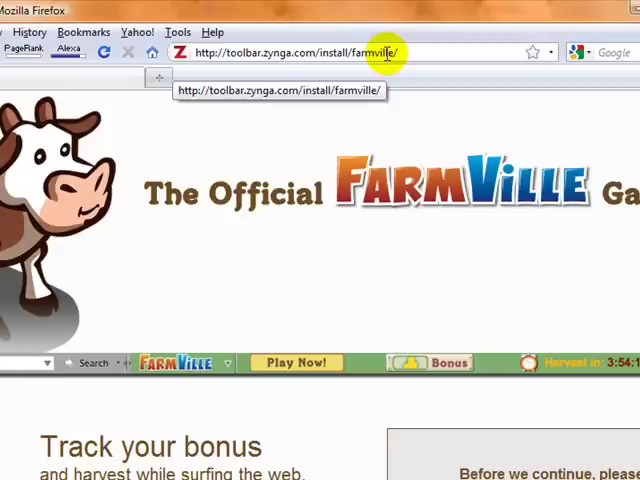 Mozilla Firefox
History Bookmarks Yahoo! Tools Help
PageRank Alexa Z http://toolbar.zynga.com/install/farmville/ Google
http://toolbar.zynga.com/install/farmville/
The Official FARMVILLE Ga
Search FARMVILLE Play Now! Bonus Harvest in: 3:54:1
Track your bonus
and harvest while surfing the web.
Before we continue, please